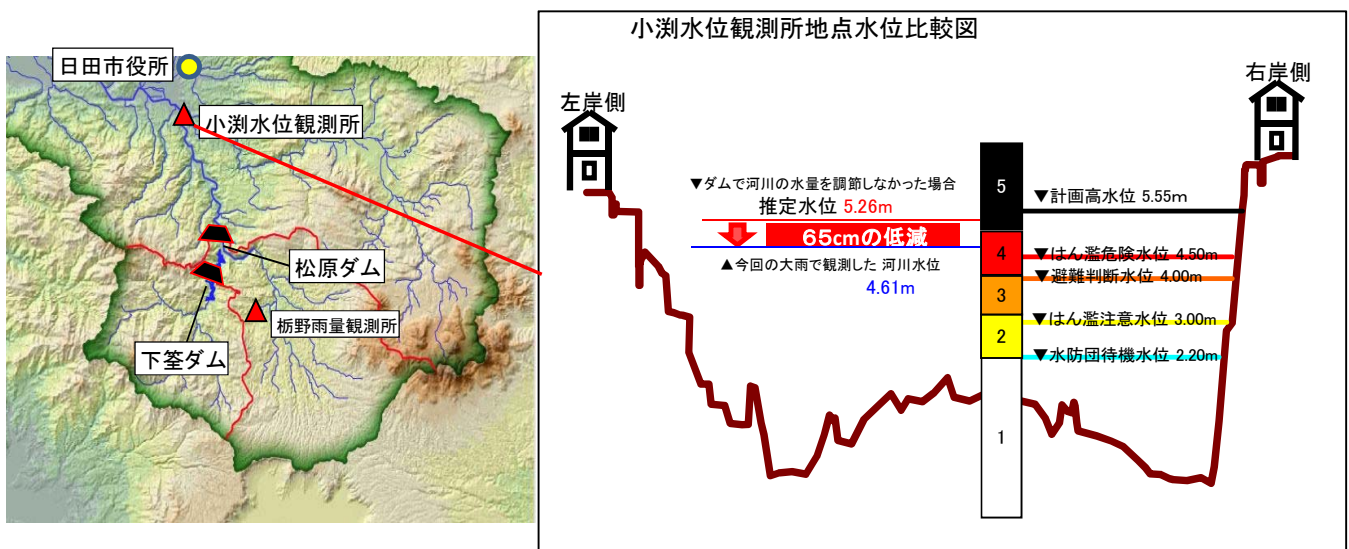 日田市役所
小渕水位観測所
松原ダム
栃野雨量観測所
下筌ダム
小渕水位観測所地点水位比較図
左岸側
右岸側
▼ダムで河川の水量を調節しなかった場合
推定水位 5.26m
65cmの低減
▲今回の大雨で観測した 河川水位
4.61m
5
4
3
2
1
▼計画高水位 5.55m
▼はん濫危険水位 4.50m
▼避難判断水位 4.00m
▼はん濫注意水位 3.00m
▼水防団待機水位 2.20m